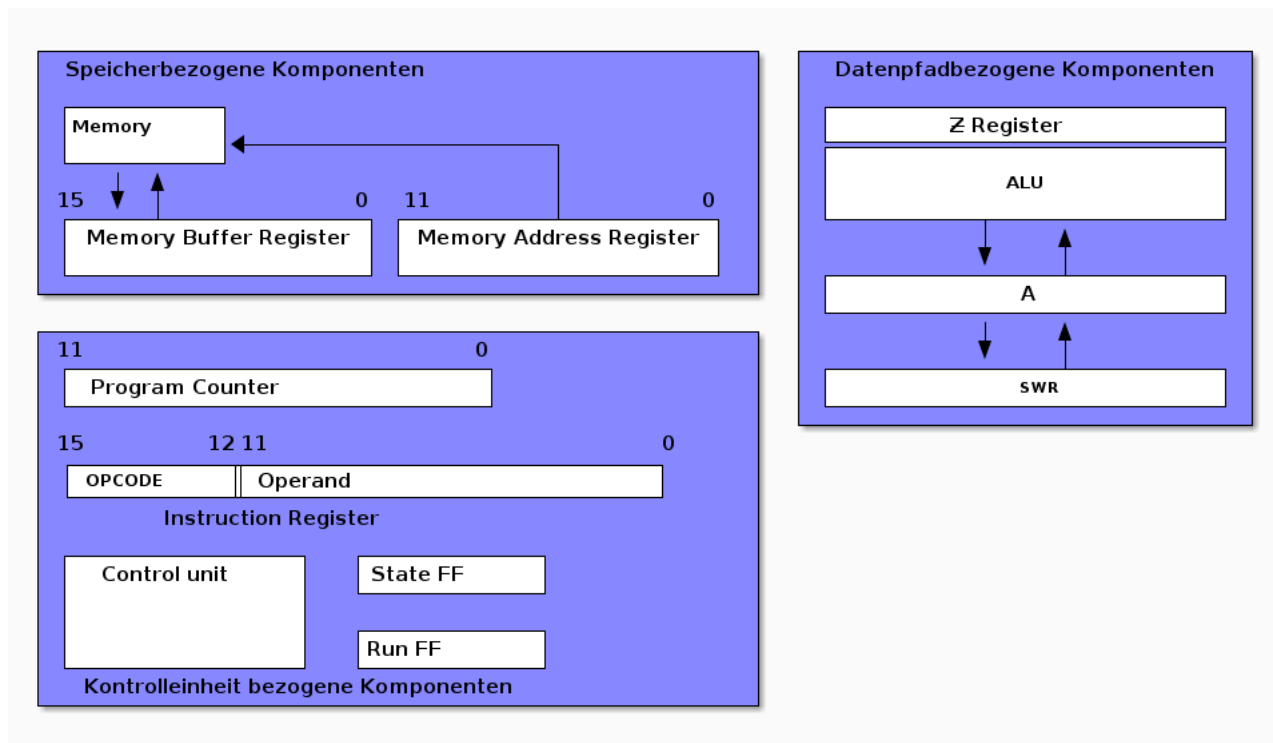 Speicherbezogene Komponenten
Memory
15 0 11 0
Memory Buffer Register Memory Address Register
11 0
Program Counter
15 12 11 0
OPCODE Operand
Instruction Register
Control unit State FF
Run FF
Kontrolleinheit bezogene Komponenten
Datenpfadbezogene Komponenten
Ƶ Register
ALU
A
SWR